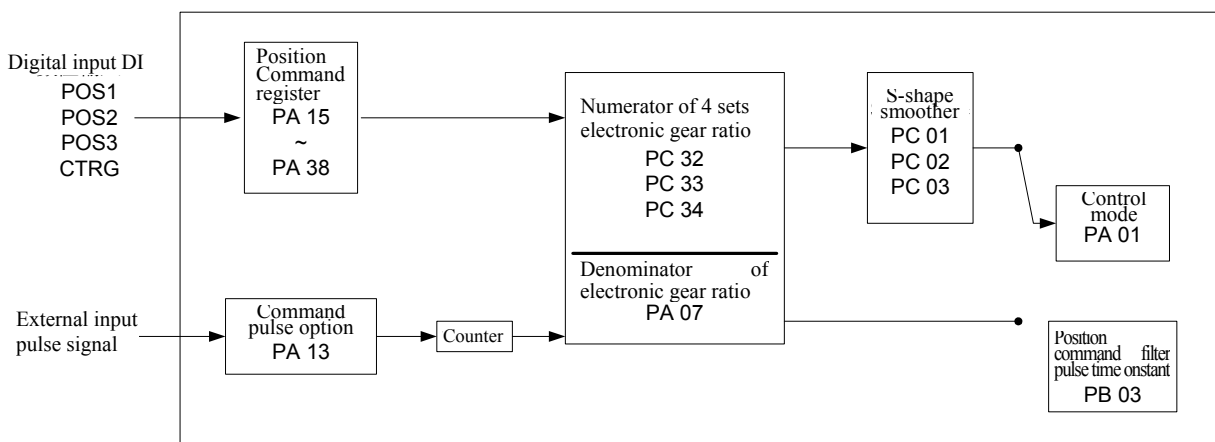 Digital input DI
POS1
POS2
POS3
CTRG
Position
Command
register
PA 15
~
PA 38
Numerator of 4 sets
electronic gear ratio
PC 32
PC 33
PC 34
Denominator of
electronic gear ratio
PA 07
S-shape
smoother
PC 01
PC 02
PC 03
Control
mode
PA 01
External input
pulse signal
Command
pulse option
PA 13
Counter
Position
command filter
pulse time onstant
PB 03